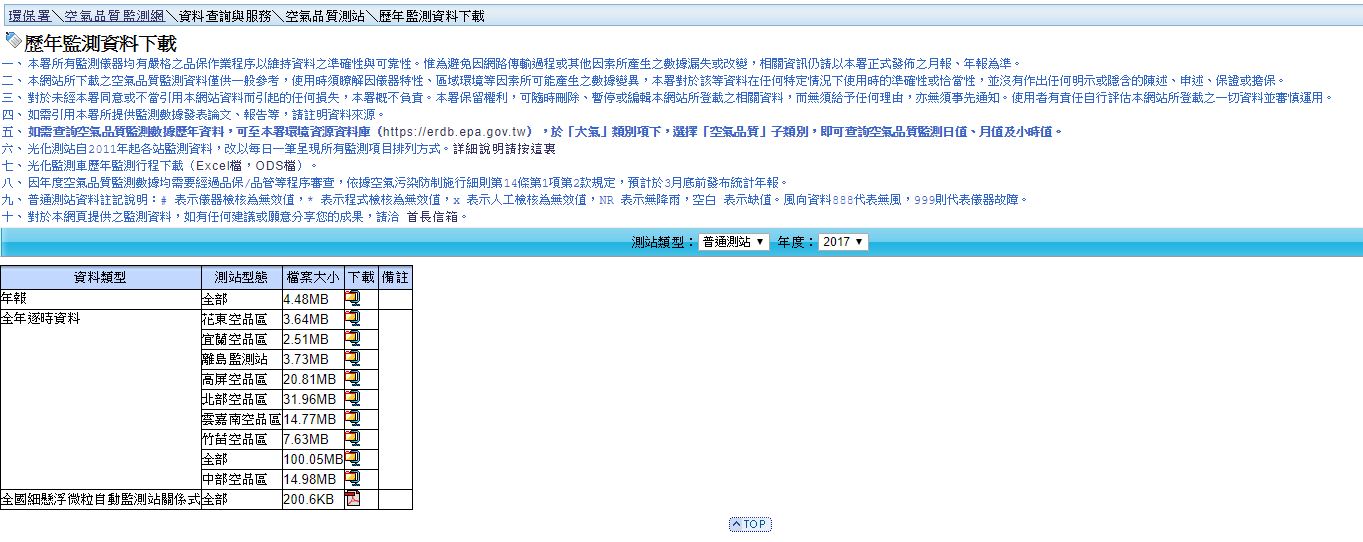 環保署＼空氣品質監測網＼資料查詢與服務＼空氣品質測站＼歷年監測資料下載
歷年監測資料下載
一、本署所有監測儀器均有嚴格之品保作業程序以維持資料之準確性與可靠性。惟為避免因網路傳輸過程或其他因素所產生之數據漏失或改變，相關資訊仍請以本署正式發佈之月報、年報為準。
二、本網站所下載之空氣品質監測資料僅供一般參考，使用時須瞭解因儀器特性、區域環境等因素所可能產生之數據變異，本署對於該等資料在任何特定情況下使用時的準確性或恰當性，並沒有作出任何明示或隱含的陳述、申述、保證或擔保。
三、對於未經本署同意或不當引用本網站資料而引起的任何損失，本署概不負責。本署保留權利，可隨時刪除、暫停或編輯本網站所登載之相關資料，而無須給予任何理由，亦無須事先通知。使用者有責任自行評估本網站所登載之一切資料並審慎運用。
四、如需引用本署所提供監測數據發表論文、報告等，請註明資料來源。
五、如需查詢空氣品質監測數據歷年資料，可至本署環境資源資料庫（https://erdb.epa.gov.tw），於「大氣」類別項下，選擇「空氣品質」子類別，即可查詢空氣品質監測日值、月值及小時值。
六、光化測站自2011年起各站監測資料，改以每日一筆呈現所有監測項目排列方式。詳細說明請按這裏
七、光化監測車歷年監測行程下載（Excel檔，ODS檔）。
八、因年度空氣品質監測數據均需要經過品保/品管等程序審查，依據空氣污染防制施行細則第14條第1項第2款規定，預計於3月底前發布統計年報。
九、普通測站資料註記說明：# 表示儀器檢核為無效值，* 表示程式檢核為無效值，x 表示人工檢核為無效值，NR 表示無降雨，空白 表示缺值。風向資料888代表無風，999則代表儀器故障。
十、對於本網頁提供之監測資料，如有任何建議或願意分享您的成果，請洽 首長信箱。
測站類型：普通測站 ▼ 年度：2017 ▼
資料類型 測站型態 檔案大小 下載 備註
年報 全部 4.48MB
全年逐時資料 花東空品區 3.64MB
宜蘭空品區 2.51MB
離島監測站 3.73MB
高屏空品區 20.81MB
北部空品區 31.96MB
雲嘉南空品區 14.77MB
竹苗空品區 7.63MB
全部 100.05MB
中部空品區 14.98MB
全國細懸浮微粒自動監測站關係式 全部 200.6KB
TOP